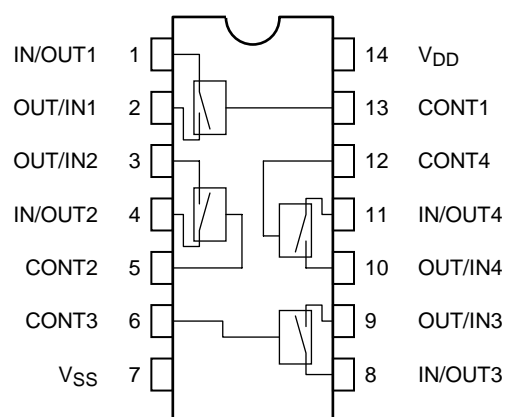 IN/OUT1 1 14 VDD
OUT/IN1 2 13 CONT1
OUT/IN2 3 12 CONT4
IN/OUT2 4 11 IN/OUT4
CONT2 5 10 OUT/IN4
CONT3 6 9 OUT/IN3
VSS 7 8 IN/OUT3